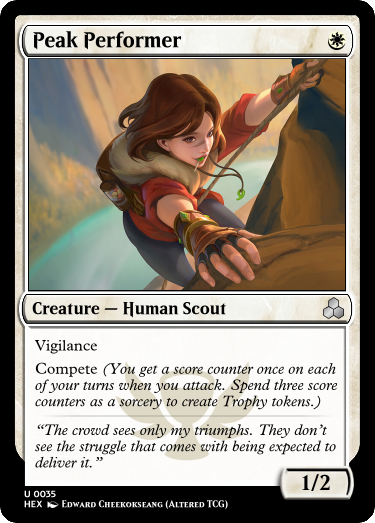 Peak Performer
Creature — Human Scout
Vigilance
Compete (You get a score counter once on each
of your turns when you attack. Spend three score
counters as a sorcery to create Trophy tokens.)
“The crowd sees only my triumphs. They don’t
see the struggle that comes with being expected to
deliver it.”
1/2
U 0035
HEX Edward Cheekokseang (Altered TCG)